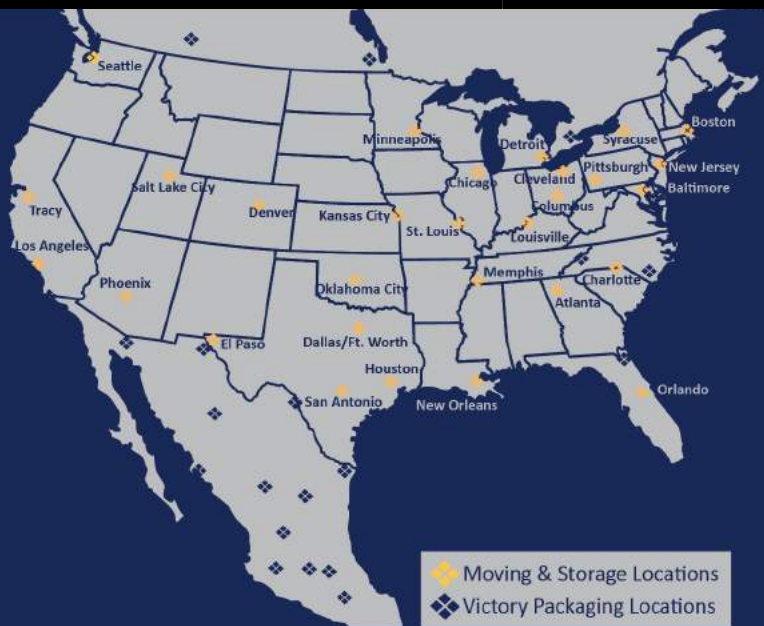 Seattle
Boston
Minneapolis
Detroit
Syracuse
Pittsburgh
New Jersey
Salt Lake City
Chicago
Cleveland
Baltimore
Tracy
Denver
Kansas City
Columbus
St. Louis
Louisville
Los Angeles
Phoenix
Oklahoma City
Memphis
Charlotte
Atlanta
El Paso
Dallas/Ft. Worth
Houston
San Antonio
New Orleans
Orlando
Moving & Storage Locations
Victory Packaging Locations